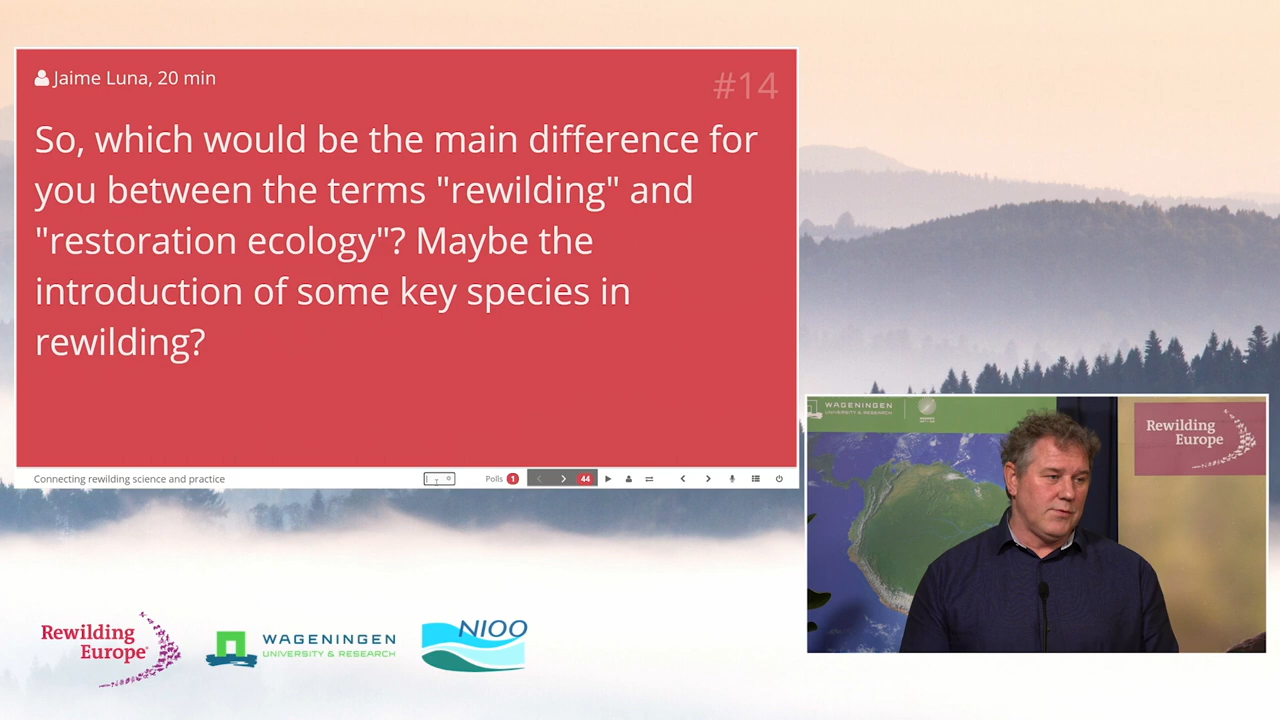 Jaime Luna, 20 min
#14
So, which would be the main difference for
you between the terms "rewilding" and
"restoration ecology"? Maybe the
introduction of some key species in
rewilding?
Connecting rewilding science and practice
Polls 1
44
WAGENINGEN
UNIVERSITY & RESEARCH
Rewilding
Europe
Rewilding
Europe
WAGENINGEN
UNIVERSITY & RESEARCH
NIOO